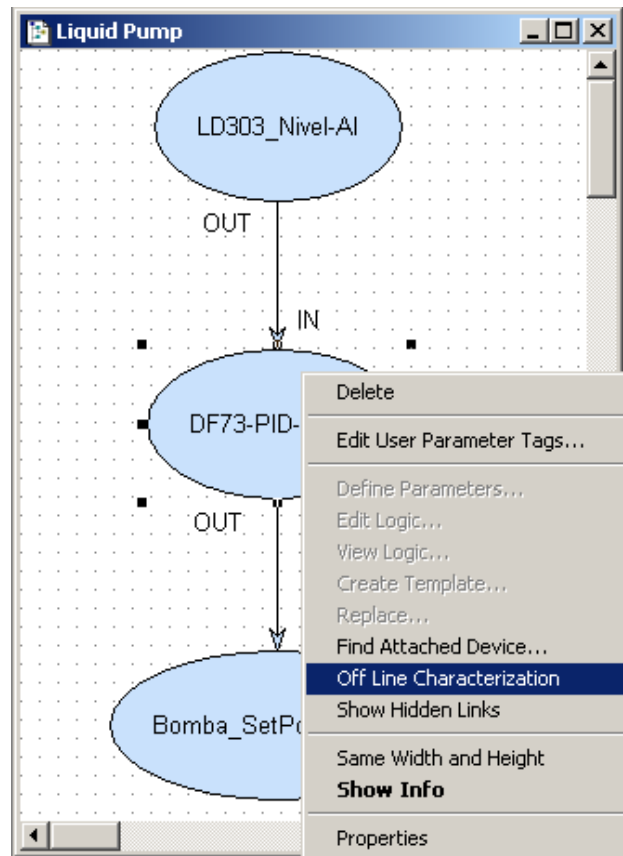 Liquid Pump
LD303_Nivel-AI
OUT
IN
DF73-PID-
OUT
Bomba_SetPo
Delete
Edit User Parameter Tags...
Define Parameters...
Edit Logic...
View Logic...
Create Template...
Replace...
Find Attached Device...
Off Line Characterization
Show Hidden Links
Same Width and Height
Show Info
Properties